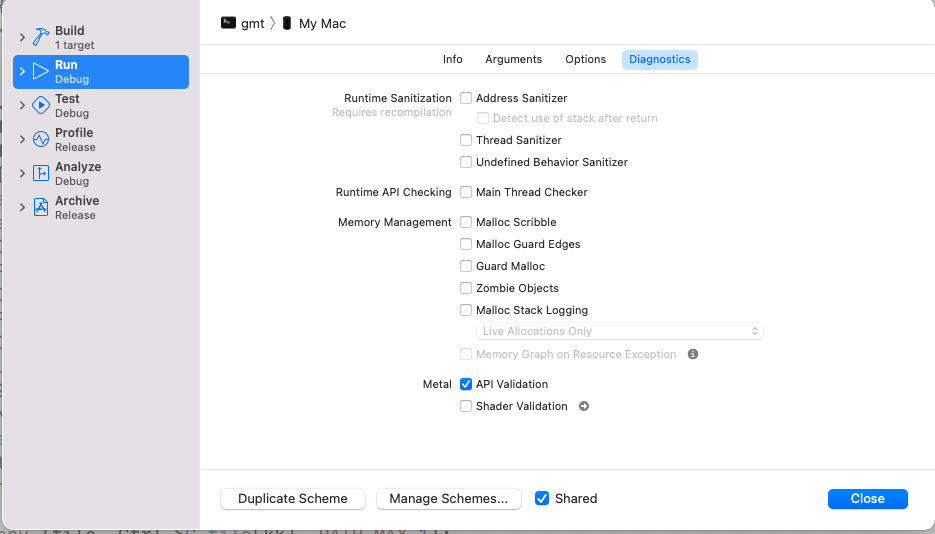 Build
1 target
Run
Debug
Test
Debug
Profile
Release
Analyze
Debug
Archive
Release
gmt 〉 My Mac
Info Arguments Options Diagnostics
Runtime Sanitization Address Sanitizer
Requires recompilation Detect use of stack after return
Thread Sanitizer
Undefined Behavior Sanitizer
Runtime API Checking Main Thread Checker
Memory Management Malloc Scribble
Malloc Guard Edges
Guard Malloc
Zombie Objects
Malloc Stack Logging
Live Allocations Only
Memory Graph on Resource Exception
Metal API Validation
Shader Validation
Duplicate Scheme Manage Schemes... Shared Close